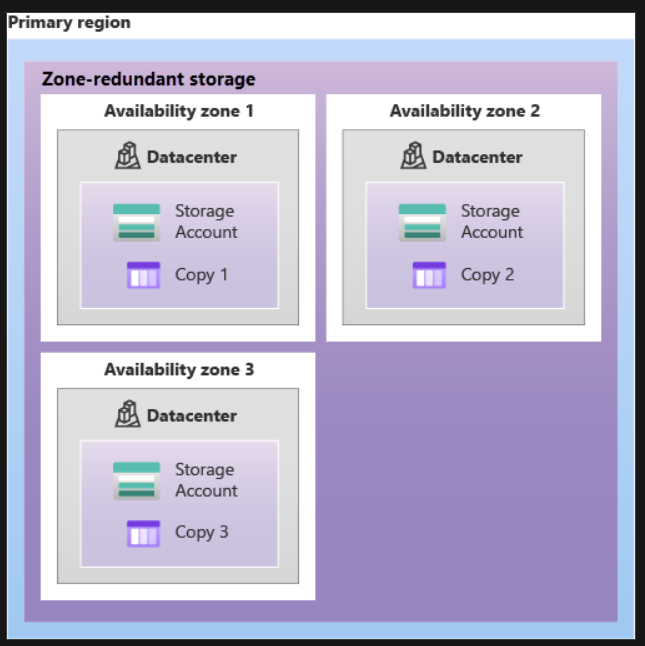 Primary region
Zone-redundant storage
Availability zone 1
Datacenter
Storage
Account
Copy 1
Availability zone 2
Datacenter
Storage
Account
Copy 2
Availability zone 3
Datacenter
Storage
Account
Copy 3